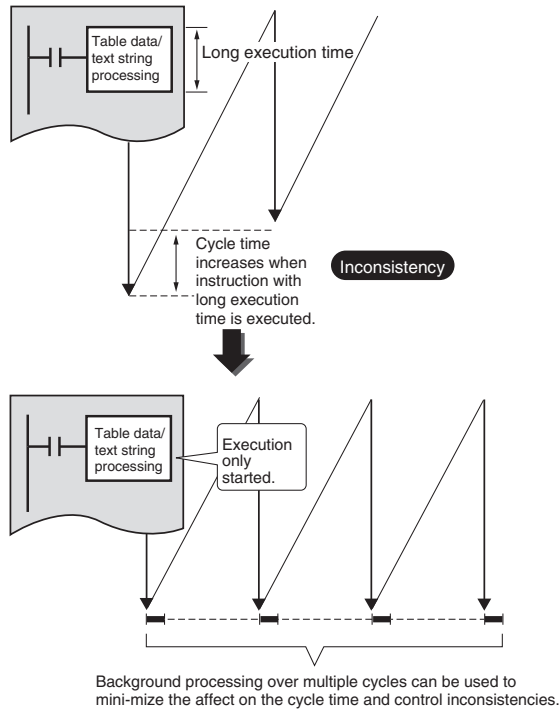 Table data/
text string
processing
Long execution time
Cycle time
increases when
instruction with
long execution
time is executed.
Inconsistency
Table data/
text string
processing
Execution
only
started.
Background processing over multiple cycles can be used to
mini-mize the affect on the cycle time and control inconsistencies.